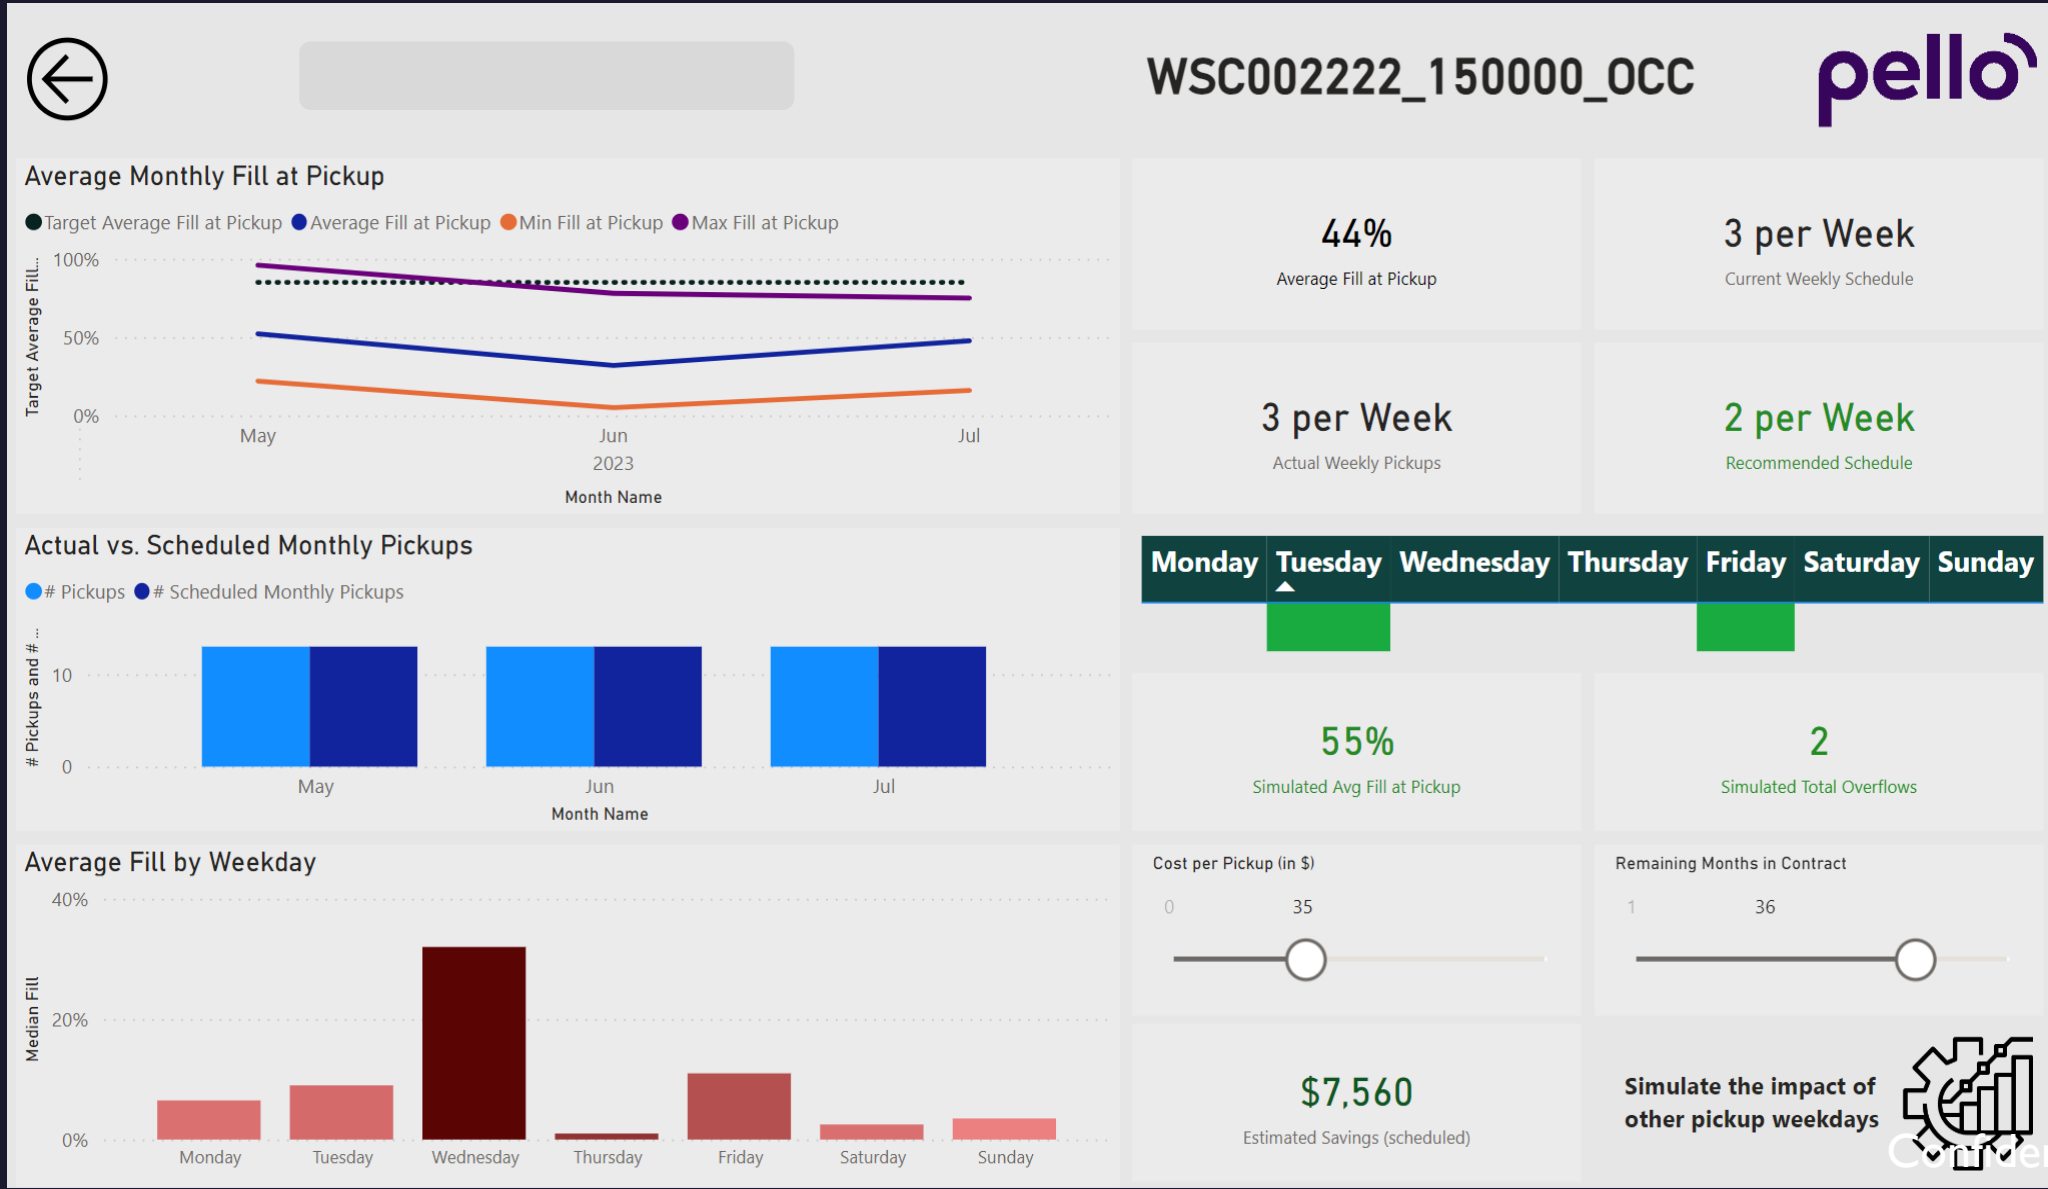 WSC002222_150000_OCC
pello
Average Monthly Fill at Pickup
Target Average Fill at Pickup Average Fill at Pickup Min Fill at Pickup Max Fill at Pickup
Target Average Fill...
100%
50%
0%
May Jun Jul
2023
Month Name
44%
Average Fill at Pickup
3 per Week
Current Weekly Schedule
3 per Week
Actual Weekly Pickups
2 per Week
Recommended Schedule
Actual vs. Scheduled Monthly Pickups
# Pickups # Scheduled Monthly Pickups
# Pickups and # ...
10
0
May Jun Jul
Month Name
Monday Tuesday Wednesday Thursday Friday Saturday Sunday
55%
Simulated Avg Fill at Pickup
2
Simulated Total Overflows
Average Fill by Weekday
Median Fill
40%
20%
0%
Monday Tuesday Wednesday Thursday Friday Saturday Sunday
Cost per Pickup (in $)
0 35
Remaining Months in Contract
1 36
$7,560
Estimated Savings (scheduled)
Simulate the impact of
other pickup weekdays